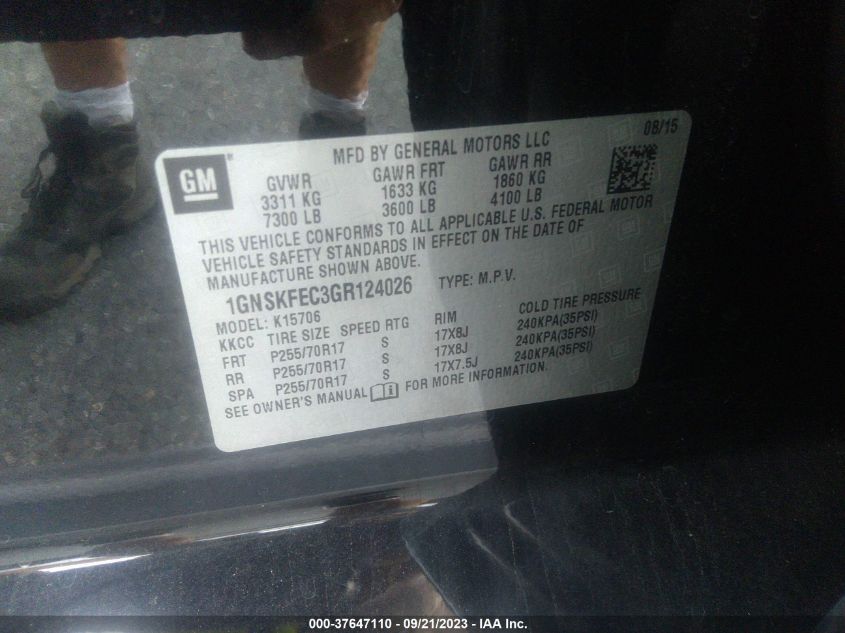 08/15
MFD BY GENERAL MOTORS LLC
GM
GVWR GAWR FRT GAWR RR
3311 KG 1633 KG 1860 KG
7300 LB 3600 LB 4100 LB
THIS VEHICLE CONFORMS TO ALL APPLICABLE U.S. FEDERAL MOTOR
VEHICLE SAFETY STANDARDS IN EFFECT ON THE DATE OF
MANUFACTURE SHOWN ABOVE.
1GNSKFEC3GR124026 TYPE: M.P.V.
MODEL: K15706
KKCC TIRE SIZE SPEED RTG RIM COLD TIRE PRESSURE
FRT P255/70R17 S 17X8J 240KPA(35PSI)
RR P255/70R17 S 17X8J 240KPA(35PSI)
SPA P255/70R17 S 17X7.5J 240KPA(35PSI)
SEE OWNER'S MANUAL FOR MORE INFORMATION.
000-37647110 - 09/21/2023 - IAA Inc.